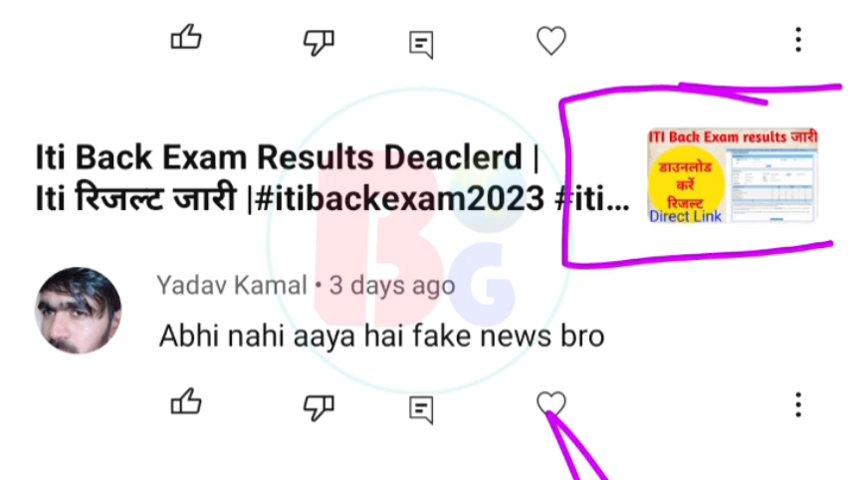 Iti Back Exam Results Deaclerd |
Iti रिजल्ट जारी |#itibackexam2023 #iti...
ITI Back Exam results जारी
डाउनलोड
करें
रिजल्ट
Direct Link
Yadav Kamal • 3 days ago
Abhi nahi aaya hai fake news bro
B
G